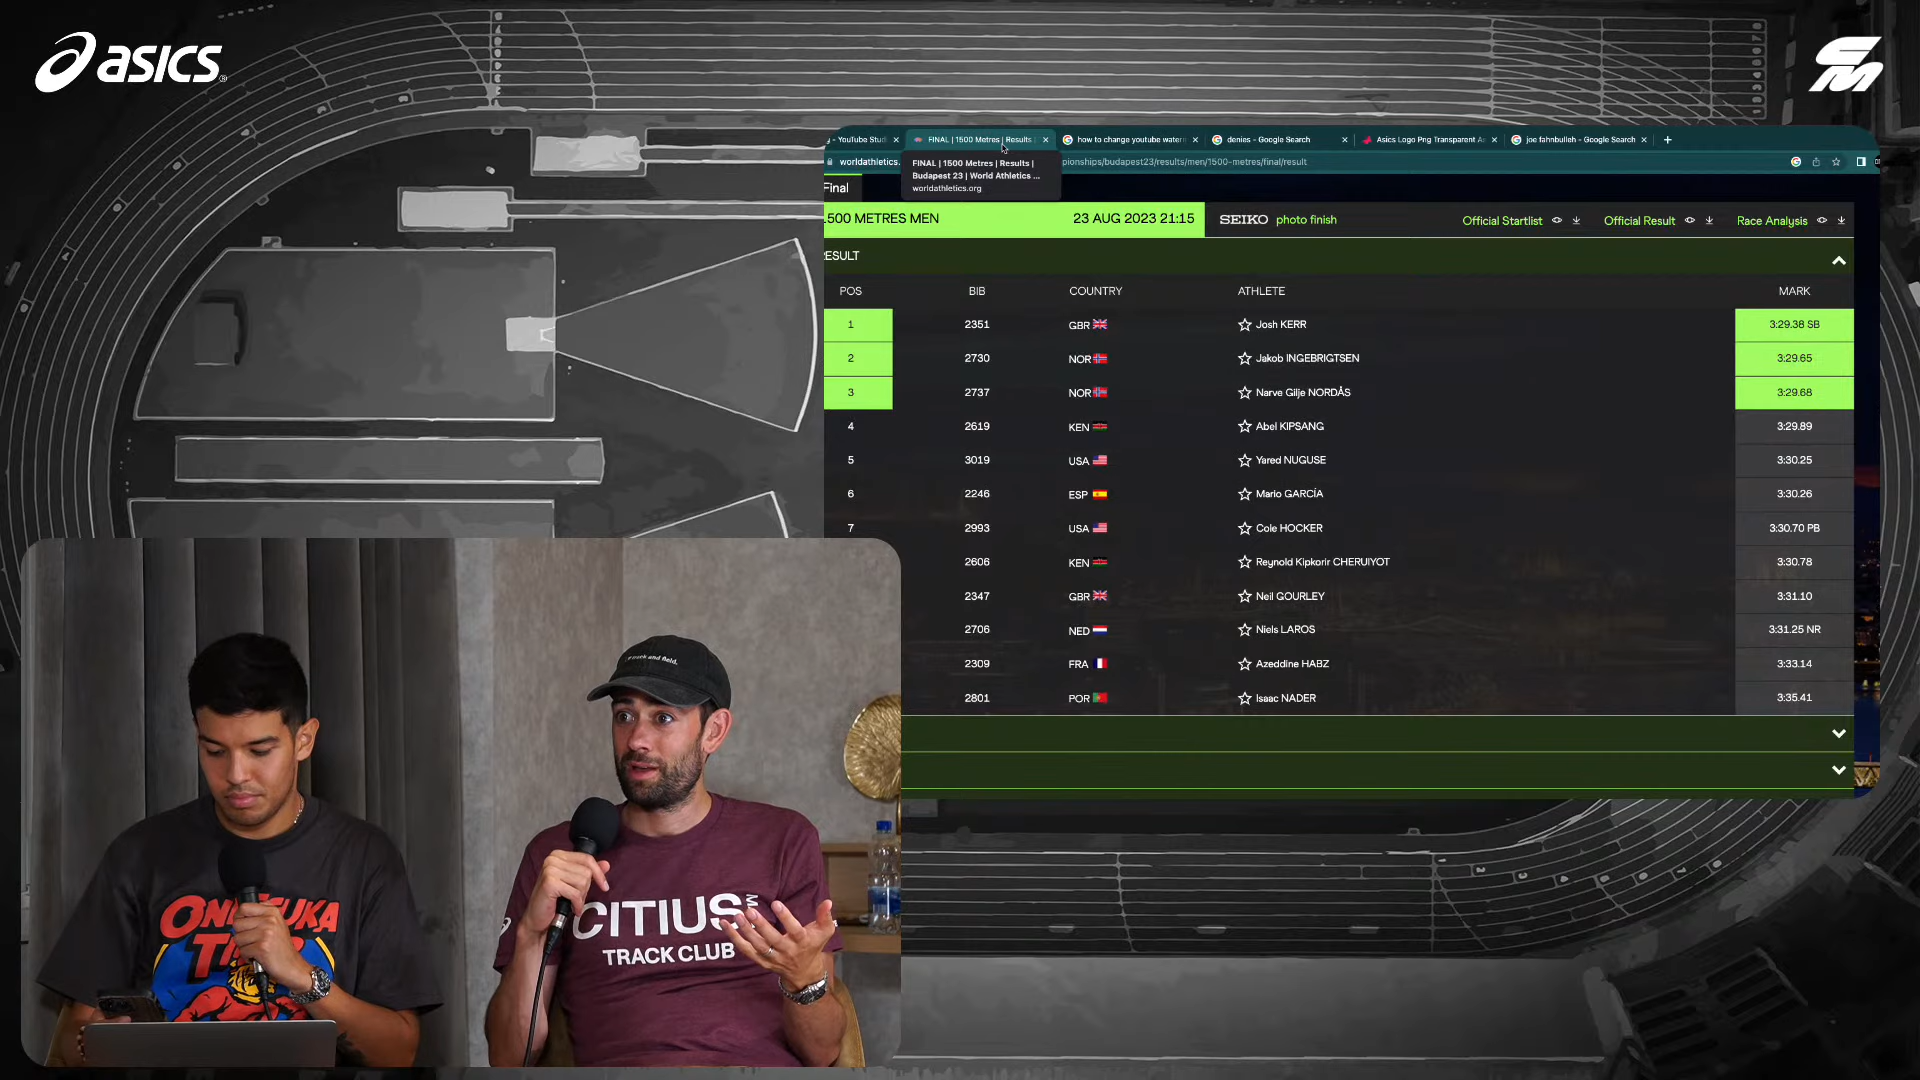 asics
SM
- YouTube Stud
FINAL | 1500 Metres | Results |
how to change youtube water
denies - Google Search
Asics Logo Png Transparent A
joe fahnbulleh - Google Search
worldathletics.
pionships/budapest23/results/men/1500-metres/final/result
FINAL | 1500 Metres | Results |
Budapest 23 | World Athletics ...
worldathletics.org
Final
500 METRES MEN
23 AUG 2023 21:15
SEIKO photo finish
Official Startlist
Official Result
Race Analysis
RESULT
POS BIB COUNTRY ATHLETE MARK
1 2351 GBR Josh KERR 3:29.38 SB
2 2730 NOR Jakob INGEBRIGTSEN 3:29.65
3 2737 NOR Narve Gilje NORDÅS 3:29.68
4 2619 KEN Abel KIPSANG 3:29.89
5 3019 USA Yared NUGUSE 3:30.25
6 2246 ESP Mario GARCÍA 3:30.26
7 2993 USA Cole HOCKER 3:30.70 PB
2606 KEN Reynold Kipkorir CHERUIYOT 3:30.78
2347 GBR Neil GOURLEY 3:31.10
2706 NED Niels LAROS 3:31.25 NR
2309 FRA Azeddine HABZ 3:33.14
2801 POR Isaac NADER 3:35.41
track and field.
CITIUS
TRACK CLUB